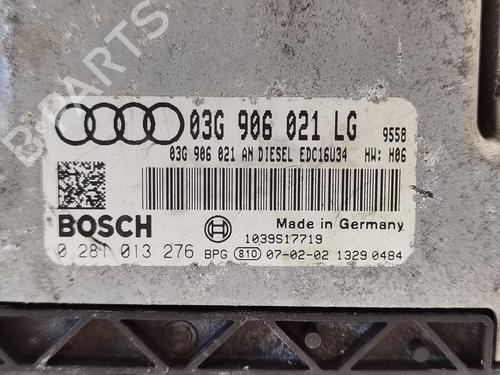 03G 906 021 LG 9558
03G 906 021 AN DIESEL EDC16U34 HW: H06
BOSCH
Made in Germany
1039S17719
0 281 013 276 BPG 810 07-02-02 1329 0484
B-PARTS